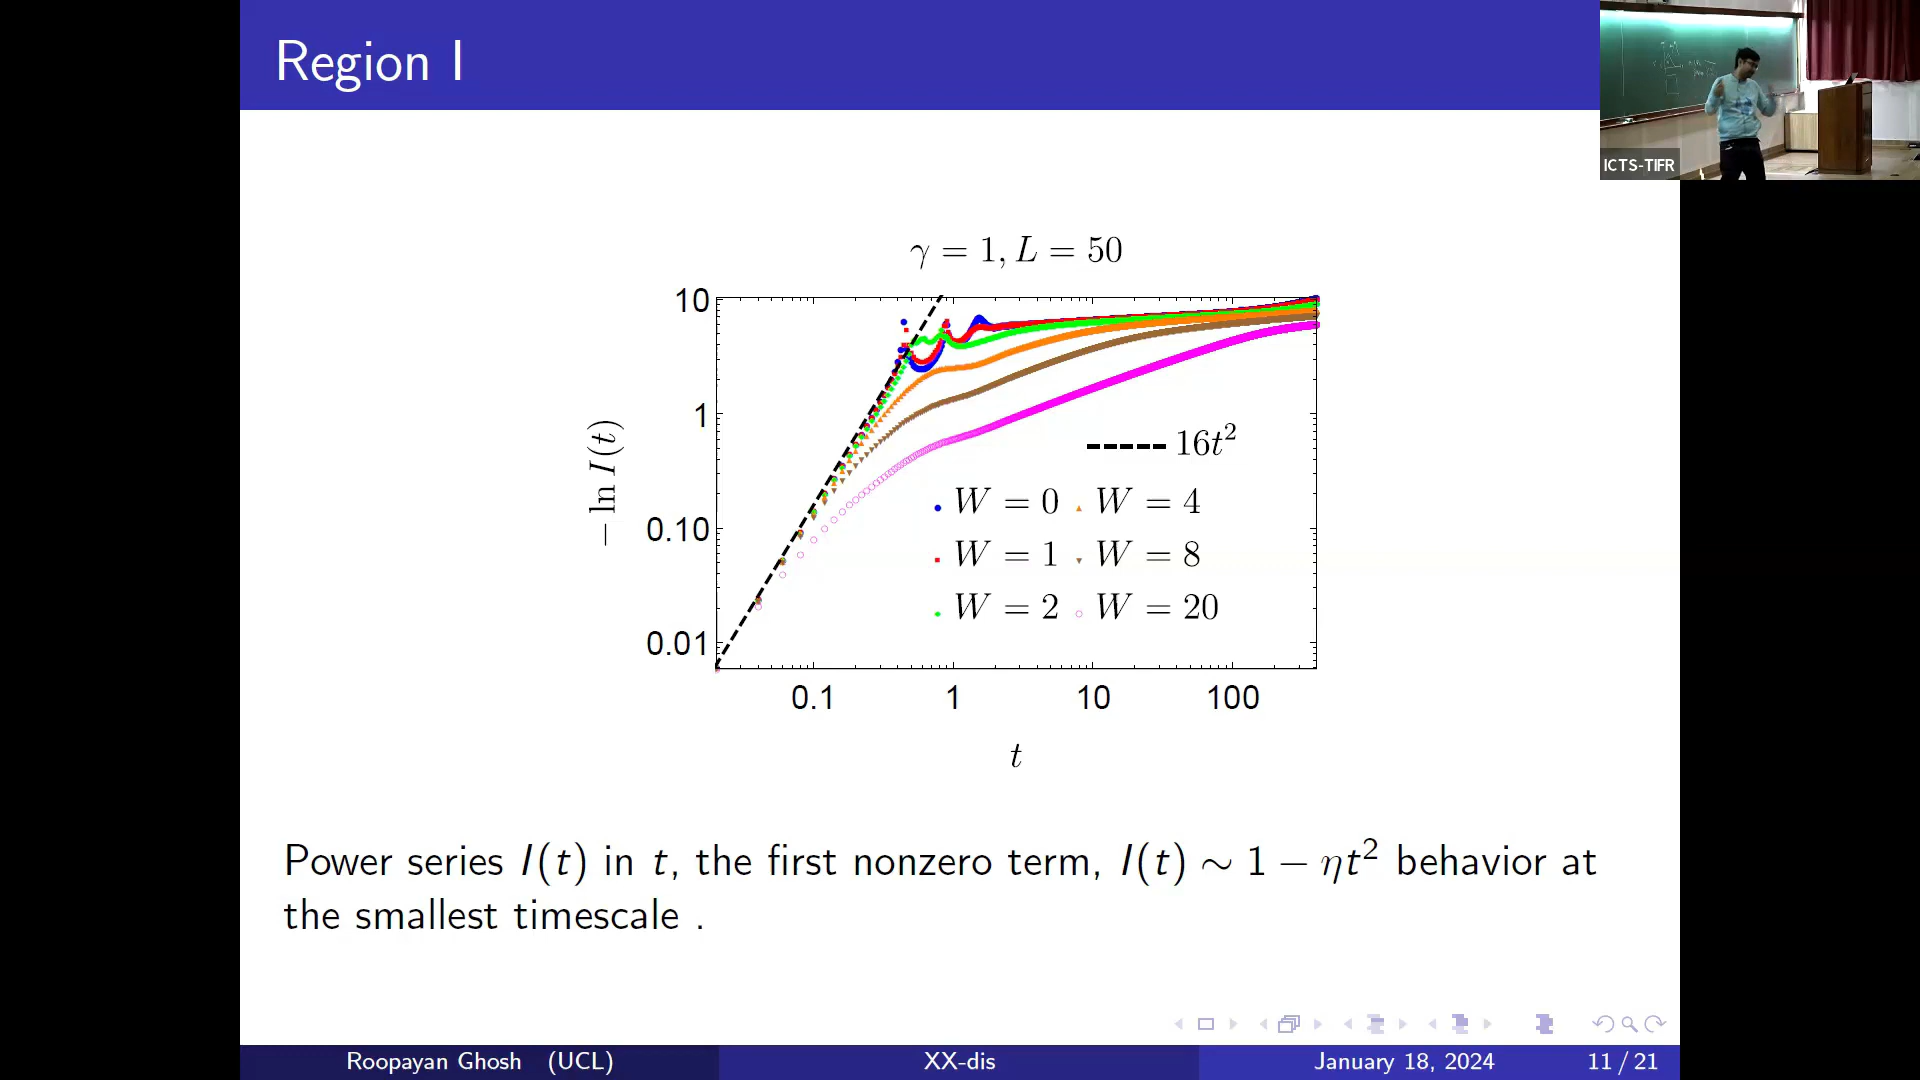 Region I
ICTS-TIFR
γ = 1, L = 50
10
1
0.10
0.01
− ln I(t)
16t²
W = 0 W = 4
W = 1 W = 8
W = 2 W = 20
0.1 1 10 100
t
Power series I(t) in t, the first nonzero term, I(t) ∼ 1 − ηt² behavior at
the smallest timescale .
Roopayan Ghosh (UCL) XX-dis January 18, 2024 11 / 21